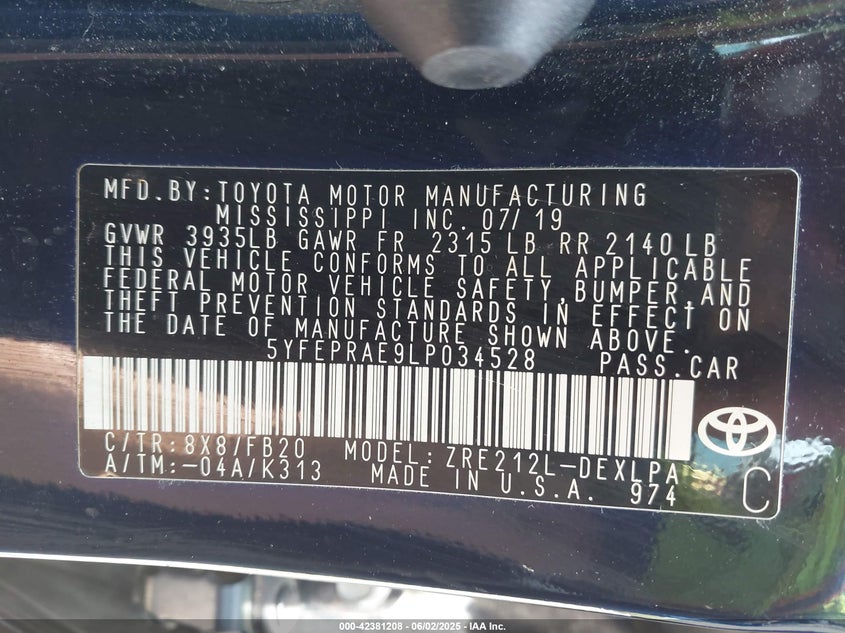 MFD.BY:TOYOTA MOTOR MANUFACTURING
MISSISSIPPI INC. 07/19
GVWR 3935LB GAWR FR 2315LB RR 2140LB
THIS VEHICLE CONFORMS TO ALL APPLICABLE
FEDERAL MOTOR VEHICLE SAFETY,BUMPER,AND
THEFT PREVENTION STANDARDS IN EFFECT ON
THE DATE OF MANUFACTURE SHOWN ABOVE.
5YFEPRAE9LP034528 PASS.CAR
C/TR:8X8/FB20 MODEL:ZRE212L-DEXLPA
A/TM:-04A/K313 MADE IN U.S.A. 974
C
000-42381208 - 06/02/2025 - IAA Inc.